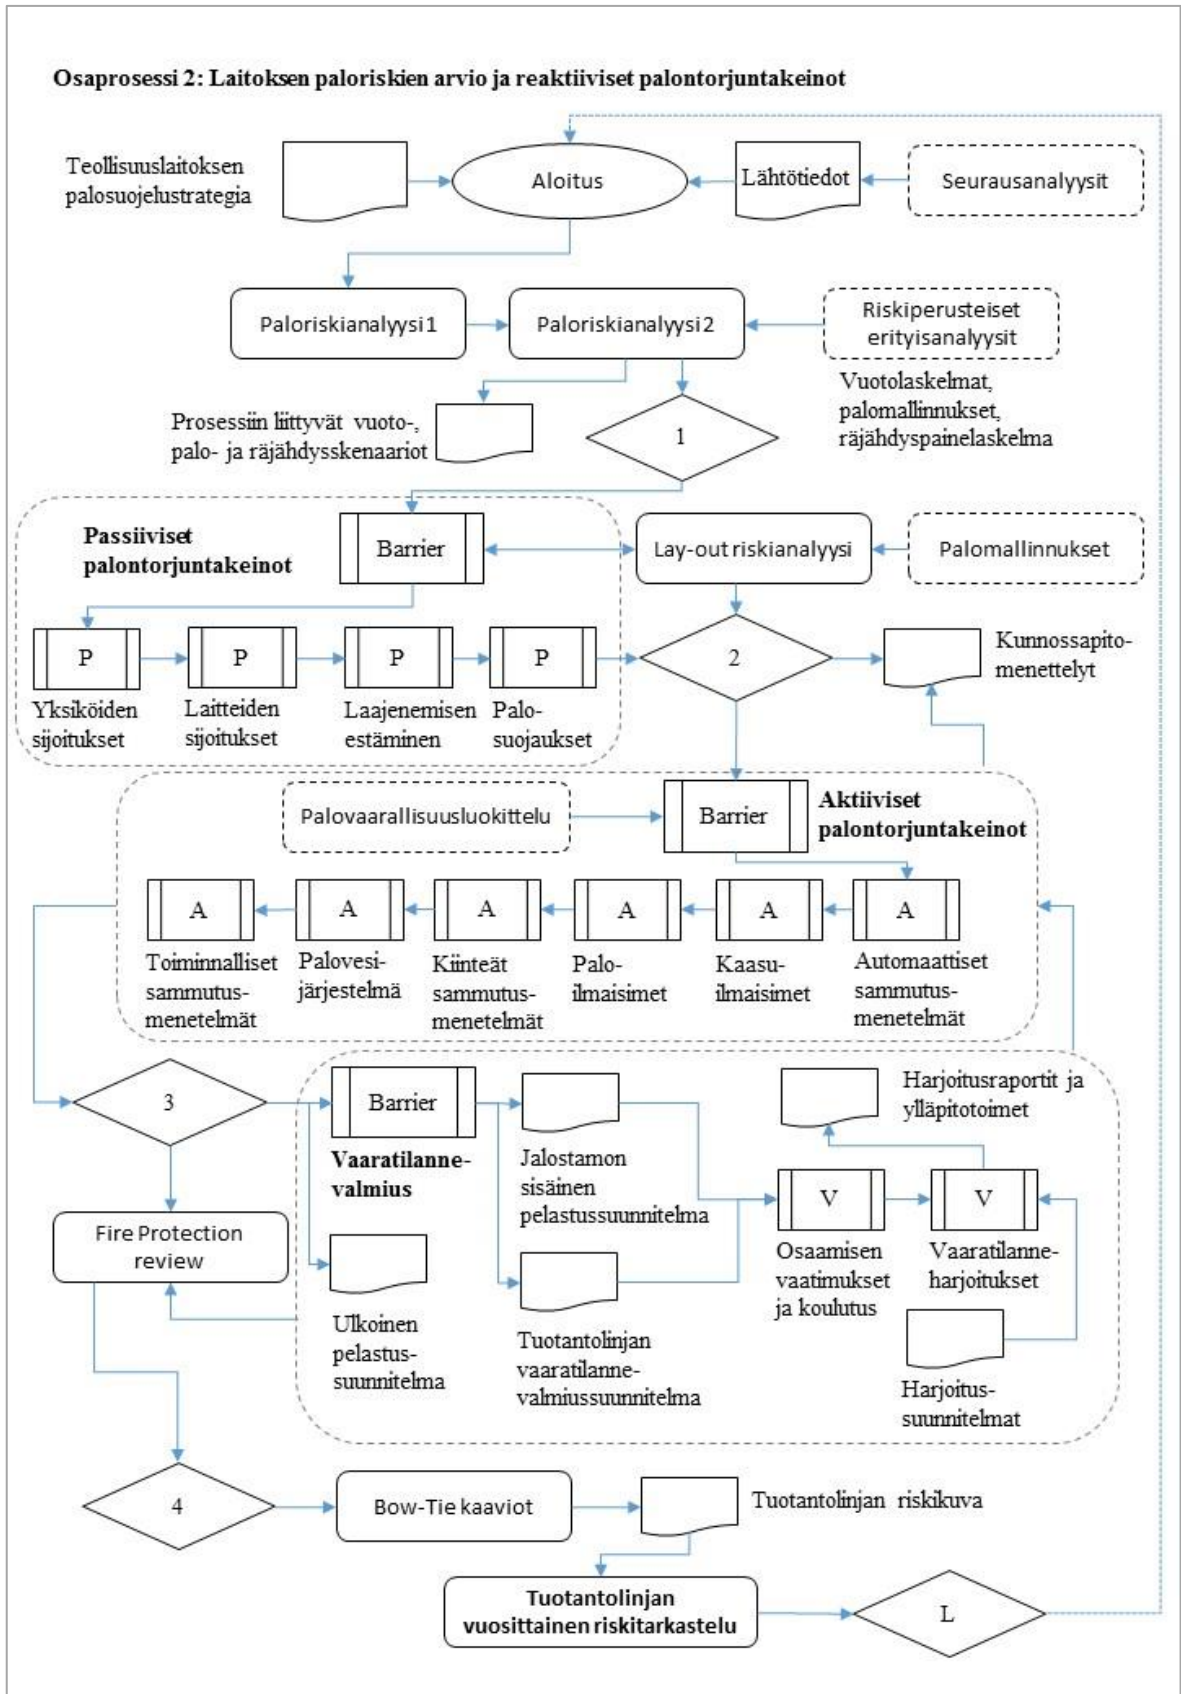 Osaprosessi 2: Laitoksen paloriskien arvio ja reaktiiviset palontorjuntakeinot
Teollisuuslaitoksen
palosuojelustrategia
Aloitus
Lähtötiedot
Seurausanalyysit
Paloriskianalyysi 1
Paloriskianalyysi 2
Riskiperusteiset
erityisanalyysit
Vuotolaskelmat,
palomallinnukset,
räjähdyspainelaskelma
Prosessiin liittyvät vuoto-,
palo- ja räjähdysskenaariot
1
Passiiviset
palontorjuntakeinot
Barrier
Lay-out riskianalyysi
Palomallinnukset
P
P
P
P
2
Kunnossapito-
menettelyt
Yksiköiden
sijoitukset
Laitteiden
sijoitukset
Laajenemisen
estäminen
Palo-
suojaukset
Palovaarallisuusluokittelu
Barrier
Aktiiviset
palontorjuntakeinot
A
A
A
A
A
A
Toiminnalliset
sammutus-
menetelmät
Palovesi-
järjestelmä
Kiinteät
sammutus-
menetelmät
Palo-
ilmaisimet
Kaasu-
ilmaisimet
Automaattiset
sammutus-
menetelmät
3
Barrier
Vaaratilanne-
valmius
Jalostamon
sisäinen
pelastussuunnitelma
Harjoitusraportit ja
ylläpitotoimet
Fire Protection
review
V
V
Osaamisen
vaatimukset
ja koulutus
Vaaratilanne-
harjoitukset
Ulkoinen
pelastus-
suunnitelma
Tuotantolinjan
vaaratilanne-
valmiussuunnitelma
Harjoitus-
suunnitelmat
4
Bow-Tie kaaviot
Tuotantolinjan riskikuva
Tuotantolinjan
vuosittainen riskitarkastelu
L